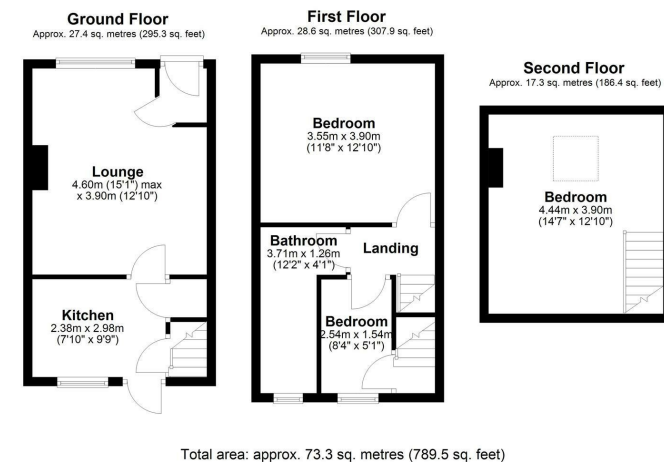 Ground Floor
Approx. 27.4 sq. metres (295.3 sq. feet)
Lounge
4.60m (15'1") max
x 3.90m (12'10")
Kitchen
2.38m x 2.98m
(7'10" x 9'9")
First Floor
Approx. 28.6 sq. metres (307.9 sq. feet)
Bedroom
3.55m x 3.90m
(11'8" x 12'10")
Bathroom
3.71m x 1.26m
(12'2" x 4'1")
Landing
Bedroom
2.54m x 1.54m
(8'4" x 5'1")
Second Floor
Approx. 17.3 sq. metres (186.4 sq. feet)
Bedroom
4.44m x 3.90m
(14'7" x 12'10")
Total area: approx. 73.3 sq. metres (789.5 sq. feet)